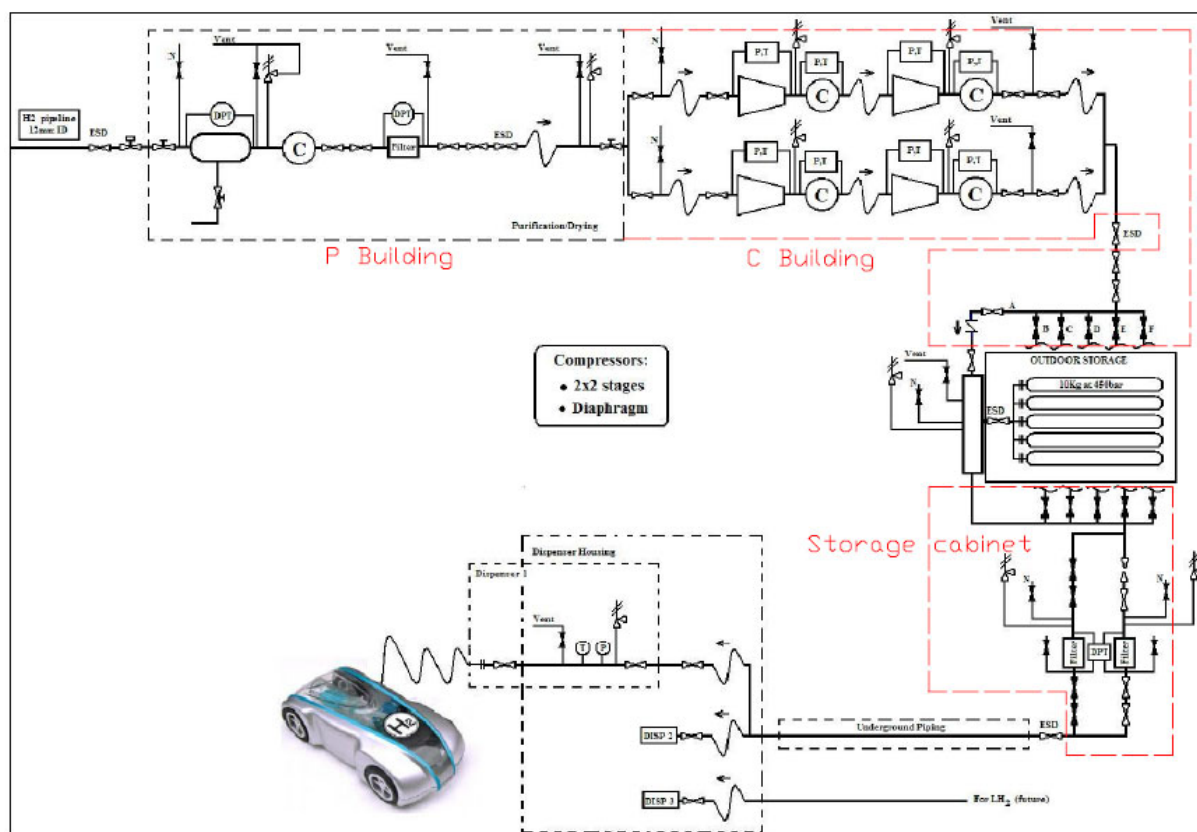 Vent
N
DPT
H2 pipeline
12mm ID
ESD
C
Vent
DPT
Filter
ESD
Vent
Purification/Drying
P Building
N
P,T
P,T
C
P,T
P,T
C
Vent
N
P,T
P,T
C
P,T
P,T
C
Vent
C Building
ESD
A
B
C
D
E
F
Compressors:
• 2x2 stages
• Diaphragm
Vent
N
ESD
OUTDOOR STORAGE
10Kg at 450bar
Storage cabinet
N
N
Filter
DPT
Filter
ESD
Underground Piping
Dispenser Housing
Dispenser 1
Vent
T
P
DISP 2
DISP 3
For LH2 (future)
H2